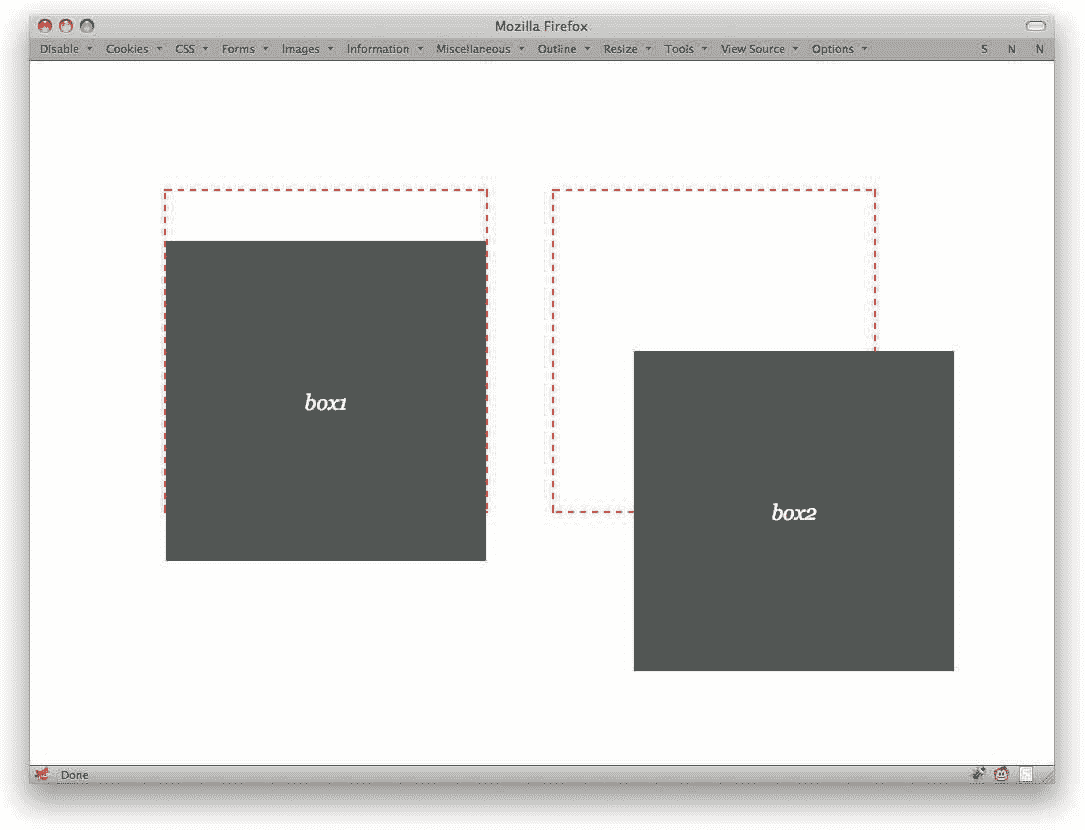 Mozilla Firefox
Disable Cookies CSS Forms Images Information Miscellaneous Outline Resize Tools View Source Options S N N
box1
box2
Done